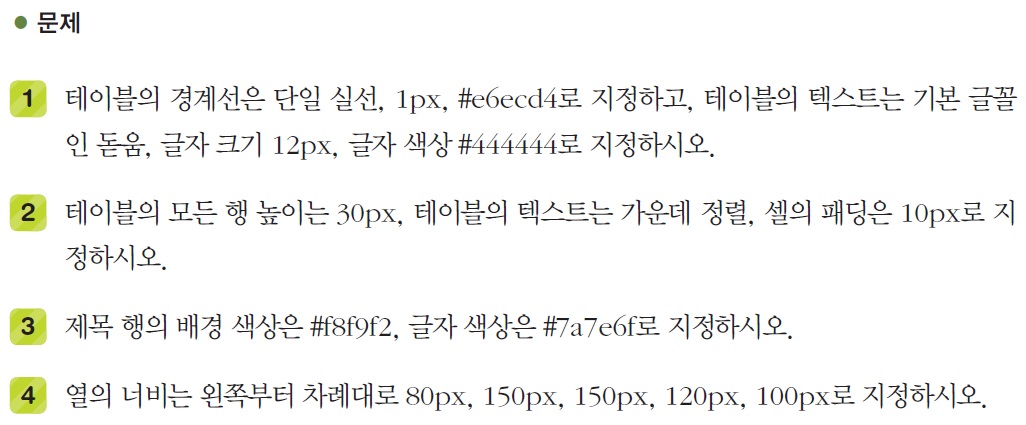 ● 문제
1 테이블의 경계선은 단일 실선, 1px, #e6ecd4로 지정하고, 테이블의 텍스트는 기본 글꼴
인 돋움, 글자 크기 12px, 글자 색상 #444444로 지정하시오.
2 테이블의 모든 행 높이는 30px, 테이블의 텍스트는 가운데 정렬, 셀의 패딩은 10px로 지
정하시오.
3 제목 행의 배경 색상은 #f8f9f2, 글자 색상은 #7a7e6f로 지정하시오.
4 열의 너비는 왼쪽부터 차례대로 80px, 150px, 150px, 120px, 100px로 지정하시오.